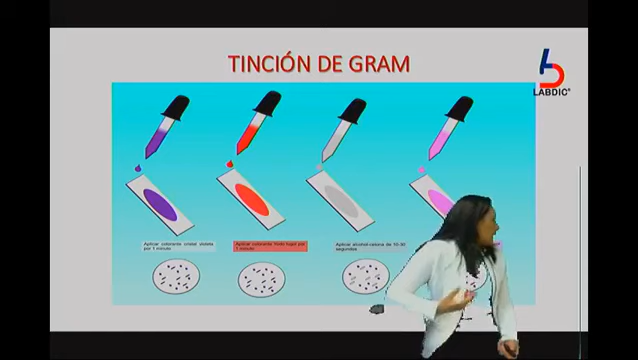 TINCIÓN DE GRAM
LABDIC
Aplicar colorante cristal violeta
por 1 minuto
Aplicar colorante Yodo lugol por
1 minuto
Aplicar alcohol-cetona de 10-30
segundos